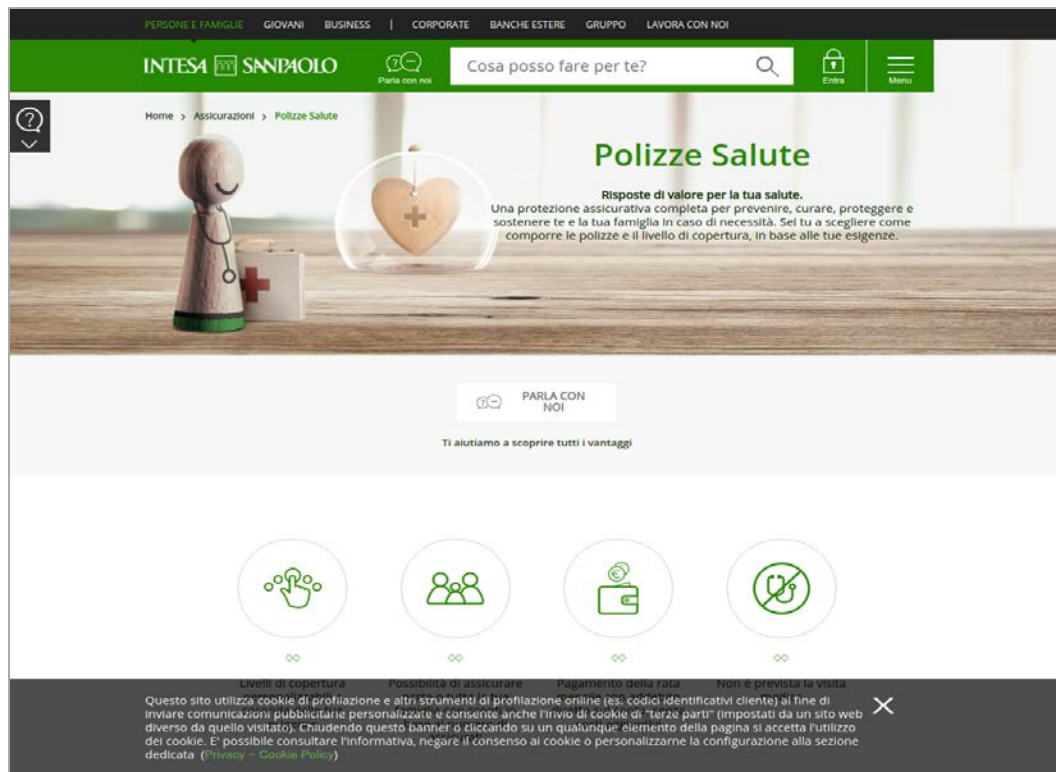 PERSONE E FAMIGLIE GIOVANI BUSINESS | CORPORATE BANCHE ESTERE GRUPPO LAVORA CON NOI
INTESA SANPAOLO
Parla con noi
Cosa posso fare per te?
Entra
Menu
Home > Assicurazioni > Polizze Salute
Polizze Salute
Risposte di valore per la tua salute.
Una protezione assicurativa completa per prevenire, curare, proteggere e
sostenere te e la tua famiglia in caso di necessità. Sei tu a scegliere come
comporre le polizze e il livello di copertura, in base alle tue esigenze.
PARLA CON
NOI
Ti aiutiamo a scoprire tutti i vantaggi
Livelli di copertura
Possibilità di assicurare
Pagamento della rata
Non è prevista la visita
Questo sito utilizza cookie di profilazione e altri strumenti di profilazione online (es. codici identificativi cliente) al fine di
inviare comunicazioni pubblicitarie personalizzate e consente anche l'invio di cookie di "terze parti" (impostati da un sito web
diverso da quello visitato). Chiudendo questo banner o cliccando su un qualunque elemento della pagina si accetta l'utilizzo
dei cookie. E' possibile consultare l'informativa, negare il consenso ai cookie o personalizzarne la configurazione alla sezione
dedicata (Privacy - Cookie Policy)